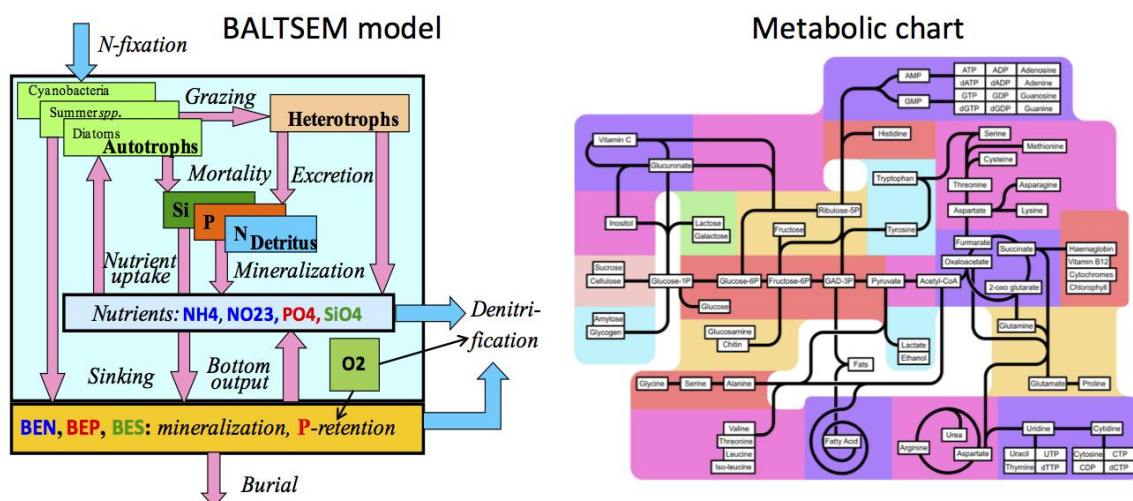 BALTSEM model
N-fixation
Cyanobacteria
Summer spp.
Diatoms
Autotrophs
Grazing
Heterotrophs
Mortality
Excretion
Si
P
N
Detritus
Nutrient
uptake
Mineralization
Nutrients: NH4, NO23, PO4, SiO4
Denitri-
fication
O2
Sinking
Bottom
output
BEN, BEP, BES: mineralization, P-retention
Burial
Metabolic chart
AMP
GMP
ATP ADP Adenosine
dATP dADP Adenine
GTP GDP Guanosine
dGTP dGDP Guanine
Vitamin C
Glucuronate
Histidine
Serine
Methionine
Cysteine
Tryptophan
Threonine
Asparagine
Aspartate
Lysine
Inositol
Lactose
Galactose
Fructose
Ribulose-5P
Tyrosine
Furmarate
Succinate
Oxaloacetate
2-oxo glutarate
Haemaglobin
Vitamin B12
Cytochromes
Chlorophyll
Sucrose
Cellulose
Glucose-1P
Glucose-6P
Fructose-6P
GAD-3P
Pyruvate
Acetyl-CoA
Glucose
Amylose
Glycogen
Glucosamine
Chitin
Lactate
Ethanol
Glutamine
Fats
Glycine
Serine
Alanine
Glutamate
Proline
Valine
Threonine
Leucine
Iso-leucine
Fatty Acid
Arginine
Urea
Aspartate
Uridine
Cytidine
Uracil UTP
Thymine dTTP
Cytosine CTP
CDP dCTP